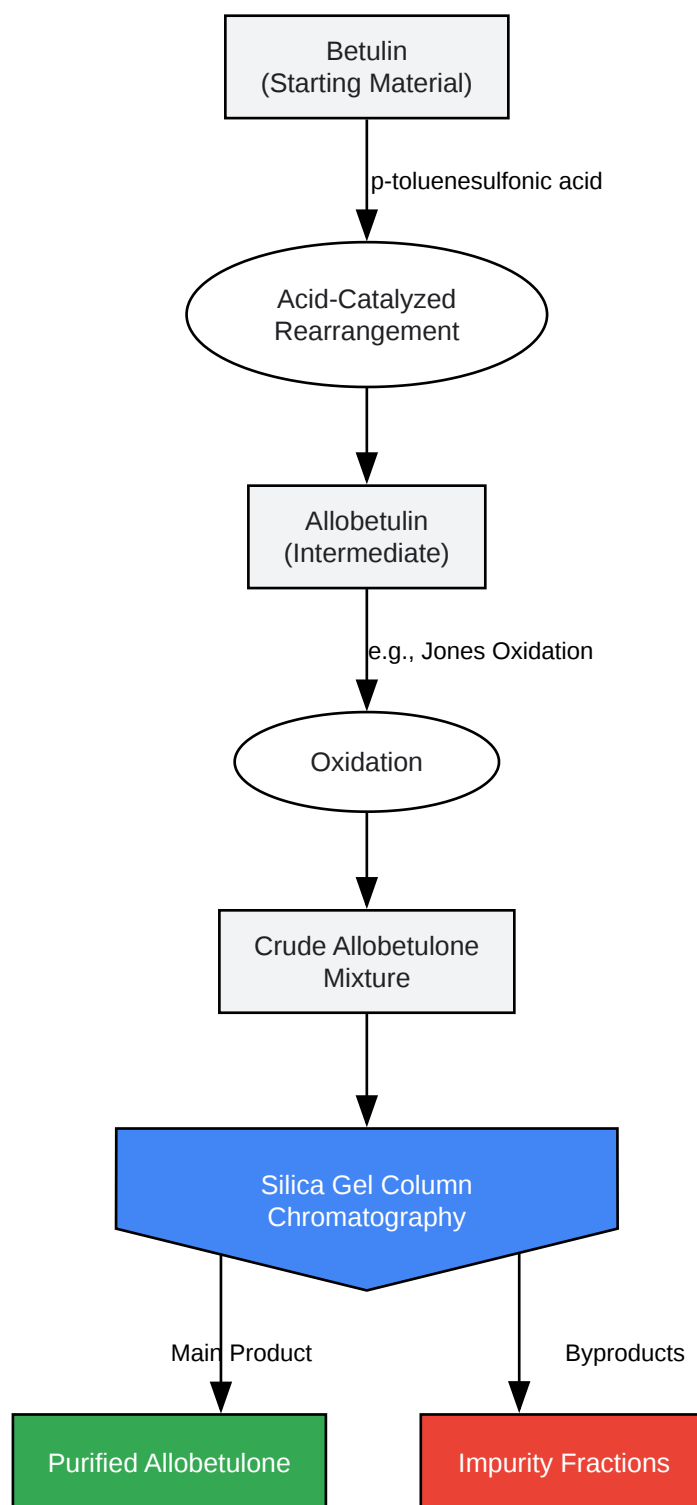 Betulin
(Starting Material)
p-toluenesulfonic acid
Acid-Catalyzed
Rearrangement
Allobetulin
(Intermediate)
e.g., Jones Oxidation
Oxidation
Crude Allobetulone
Mixture
Silica Gel Column
Chromatography
Main Product
Byproducts
Purified Allobetulone
Impurity Fractions